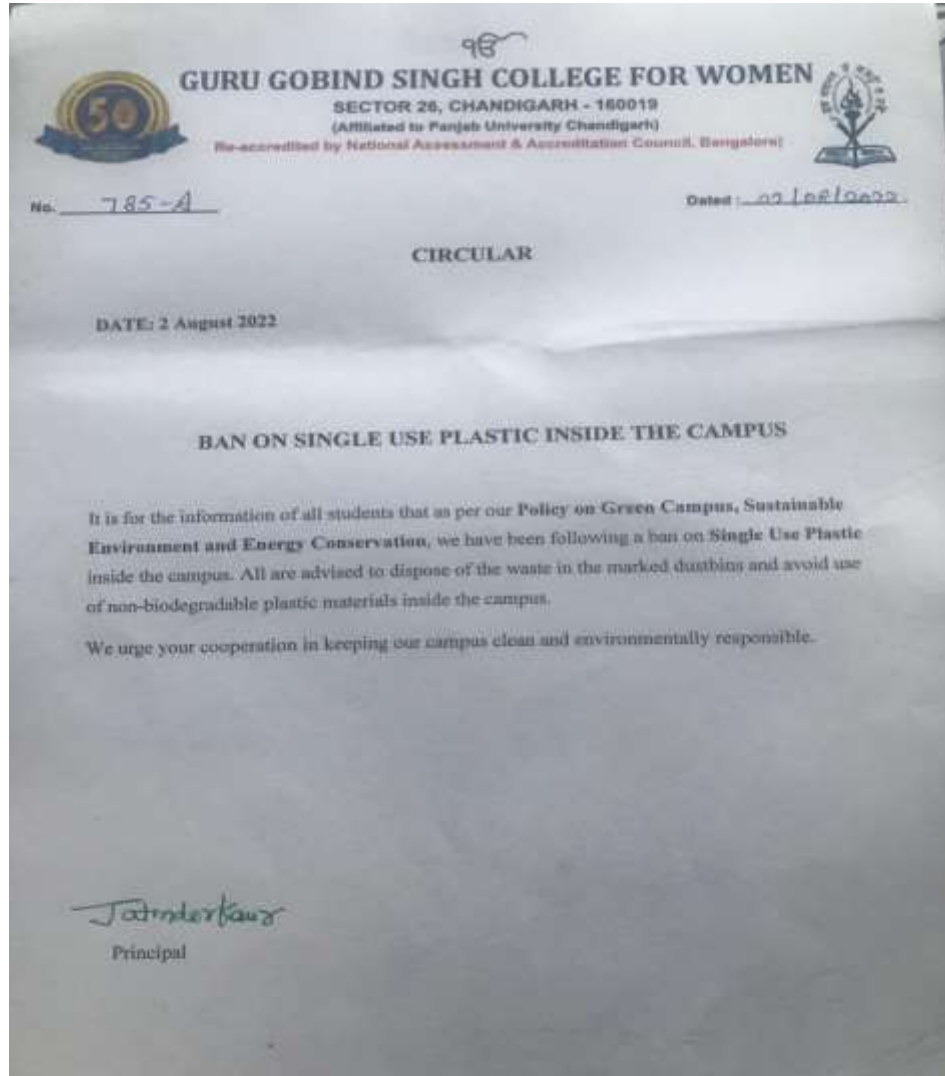 ੴ
GURU GOBIND SINGH COLLEGE FOR WOMEN
SECTOR 26, CHANDIGARH - 160019
(Affiliated to Panjab University Chandigarh)
Re-accredited by National Assessment & Accreditation Council, Bangalore)
50
No. 785-A
Dated : 02/08/2022
CIRCULAR
DATE: 2 August 2022
BAN ON SINGLE USE PLASTIC INSIDE THE CAMPUS
It is for the information of all students that as per our Policy on Green Campus, Sustainable
Environment and Energy Conservation, we have been following a ban on Single Use Plastic
inside the campus. All are advised to dispose of the waste in the marked dustbins and avoid use
of non-biodegradable plastic materials inside the campus.
We urge your cooperation in keeping our campus clean and environmentally responsible.
Jatinder Kaur
Principal